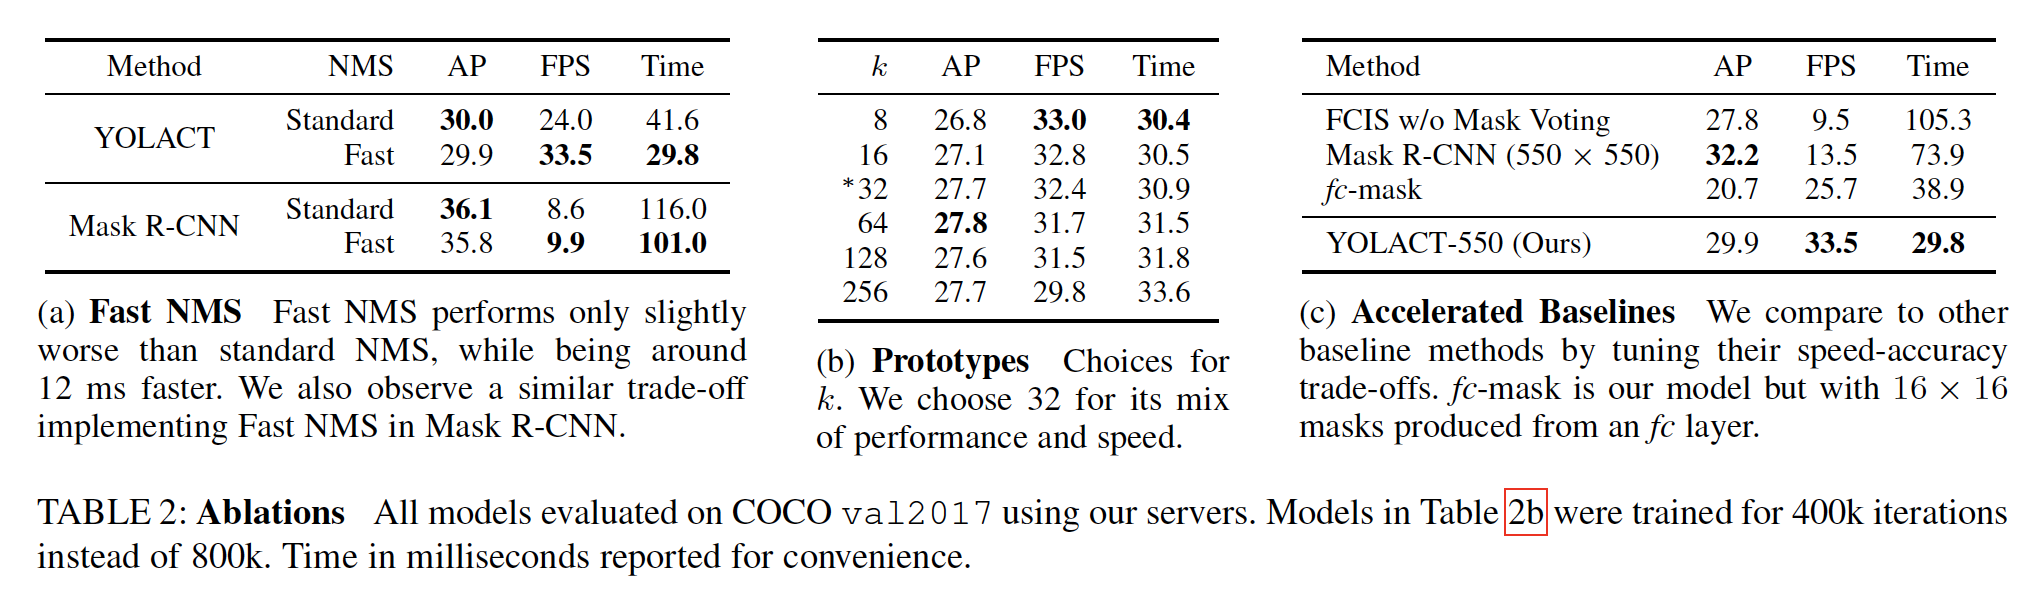 Method NMS AP FPS Time
YOLACT
Standard 30.0 24.0 41.6
Fast 29.9 33.5 29.8
Mask R-CNN
Standard 36.1 8.6 116.0
Fast 35.8 9.9 101.0
(a) Fast NMS Fast NMS performs only slightly
worse than standard NMS, while being around
12 ms faster. We also observe a similar trade-off
implementing Fast NMS in Mask R-CNN.
k AP FPS Time
8 26.8 33.0 30.4
16 27.1 32.8 30.5
*32 27.7 32.4 30.9
64 27.8 31.7 31.5
128 27.6 31.5 31.8
256 27.7 29.8 33.6
(b) Prototypes Choices for
k. We choose 32 for its mix
of performance and speed.
Method AP FPS Time
FCIS w/o Mask Voting 27.8 9.5 105.3
Mask R-CNN (550 × 550) 32.2 13.5 73.9
fc-mask 20.7 25.7 38.9
YOLACT-550 (Ours) 29.9 33.5 29.8
(c) Accelerated Baselines We compare to other
baseline methods by tuning their speed-accuracy
trade-offs. fc-mask is our model but with 16 × 16
masks produced from an fc layer.
TABLE 2: Ablations All models evaluated on COCO val2017 using our servers. Models in Table 2b were trained for 400k iterations
instead of 800k. Time in milliseconds reported for convenience.